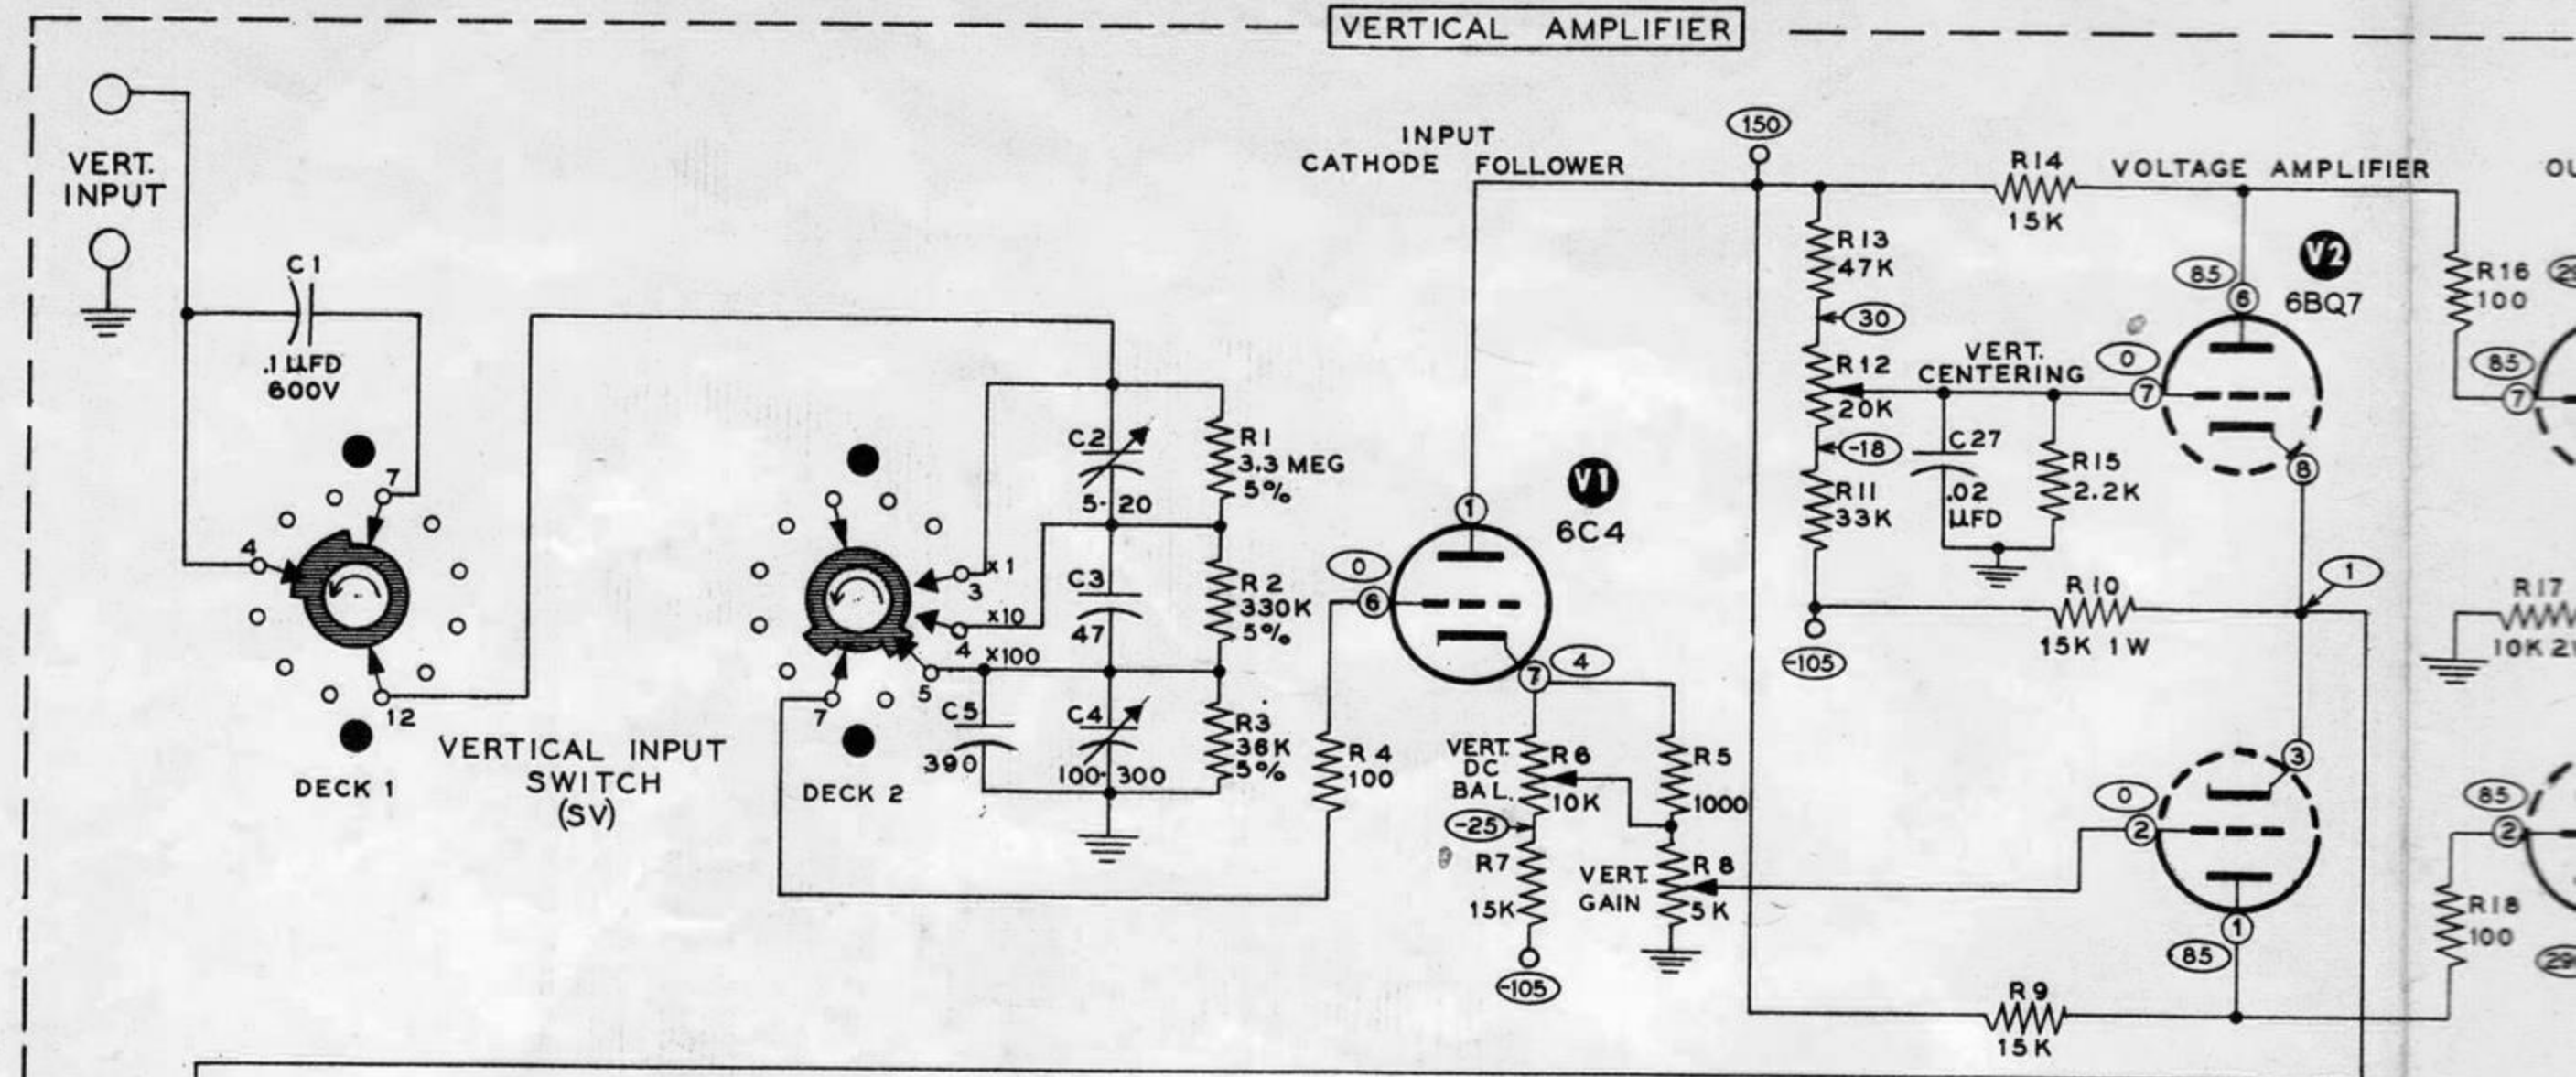 VERTICAL AMPLIFIER
VERT.
INPUT
C1
.1 µFD
600V
4
7
12
DECK 1
VERTICAL INPUT
SWITCH
(SV)
DECK 2
7
x1
3
x10
4
x100
5
C2
5-20
C3
47
C4
100-300
C5
390
R1
3.3 MEG
5%
R2
330K
5%
R3
36K
5%
R4
100
INPUT
CATHODE FOLLOWER
V1
6C4
1
0
6
7
4
VERT.
DC
BAL.
R6
10K
-25
R7
15K
-105
R5
1000
VERT.
GAIN
R8
5K
150
R13
47K
30
R12
20K
-18
R11
33K
-105
VERT.
CENTERING
C27
.02
µFD
R15
2.2K
R14
15K
VOLTAGE AMPLIFIER
V2
6BQ7
85
6
0
7
8
1
R10
15K 1W
3
0
2
1
85
R9
15K
R16
100
85
7
R17
10K
85
2
R18
100